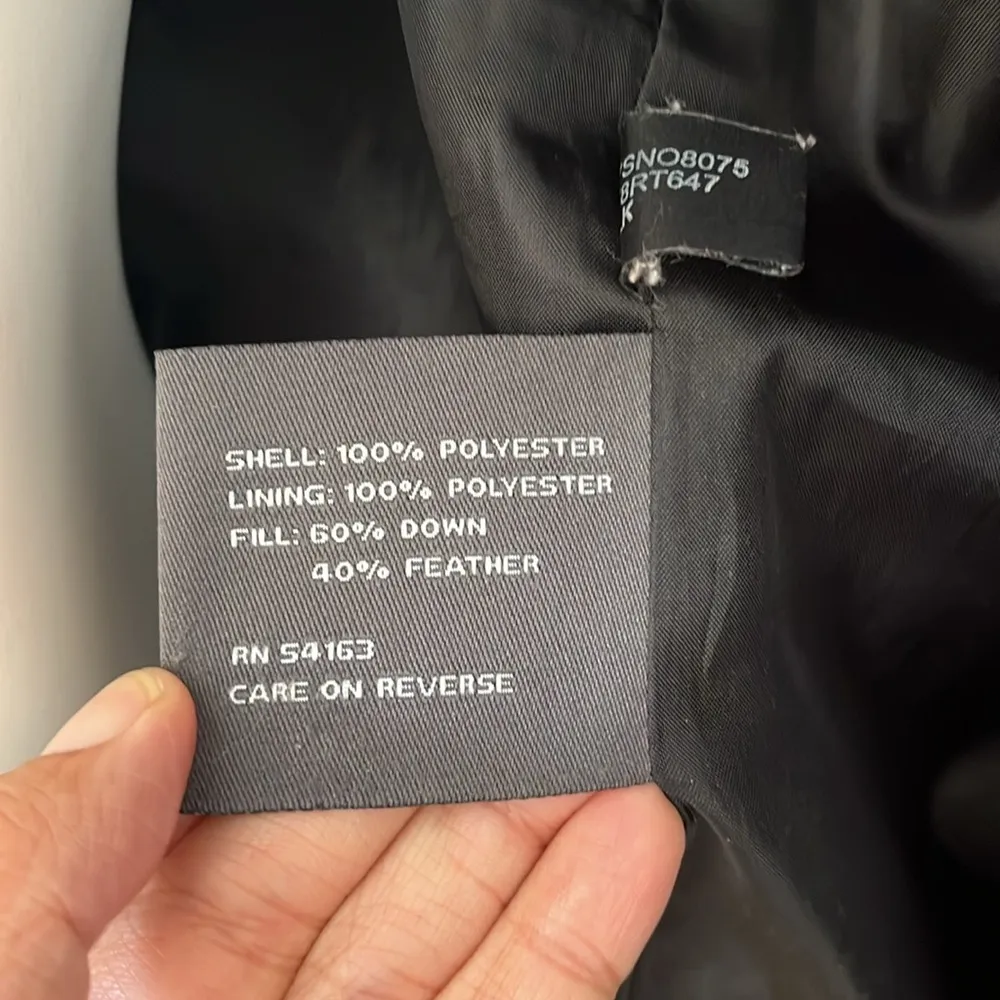 SNO8075
BRT647
K
SHELL: 100% POLYESTER
LINING: 100% POLYESTER
FILL: 60% DOWN
40% FEATHER
RN 54163
CARE ON REVERSE